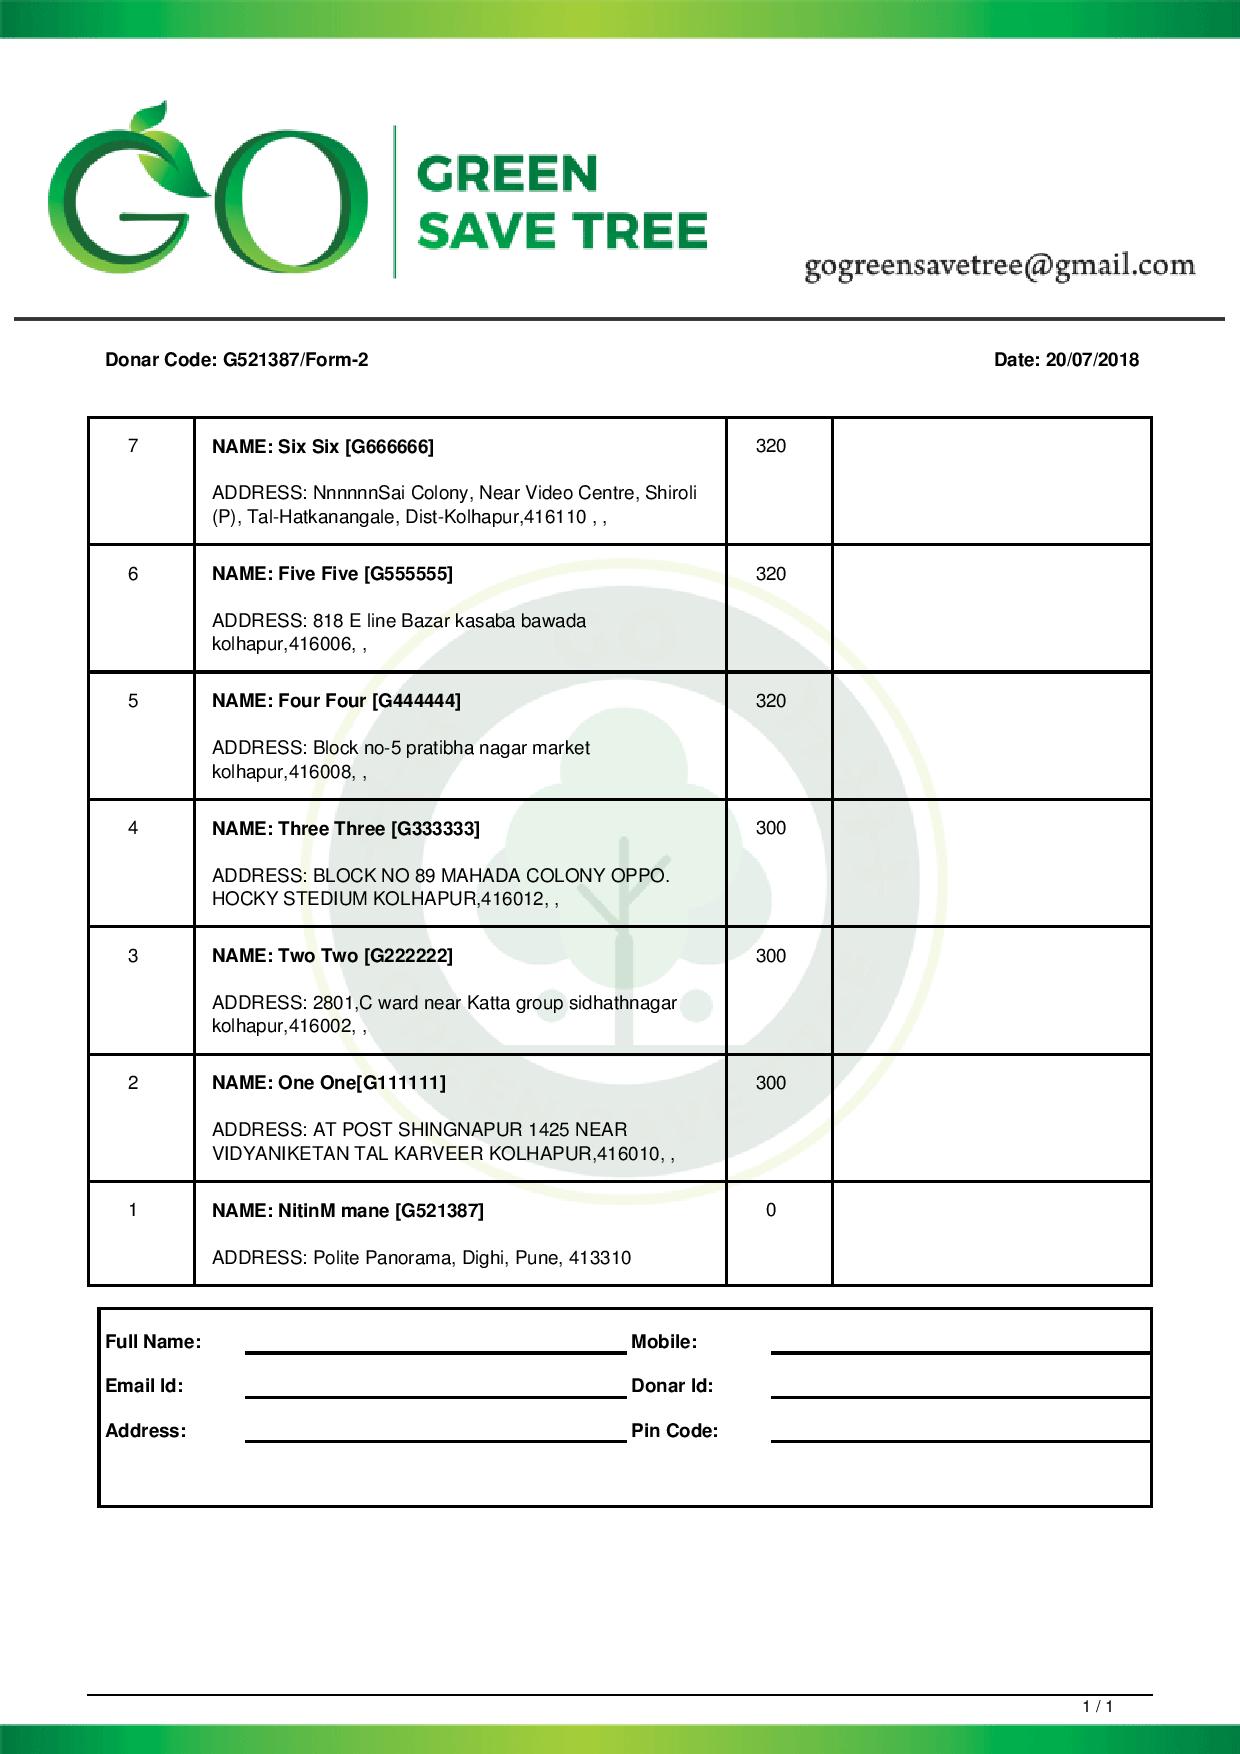 GO
GREEN
SAVE TREE
gogreensavetree@gmail.com
Donar Code: G521387/Form-2 Date: 20/07/2018
7 NAME: Six Six [G666666] 320
ADDRESS: NnnnnnSai Colony, Near Video Centre, Shiroli
(P), Tal-Hatkanangale, Dist-Kolhapur,416110 , ,
6 NAME: Five Five [G555555] 320
ADDRESS: 818 E line Bazar kasaba bawada
kolhapur,416006, ,
5 NAME: Four Four [G444444] 320
ADDRESS: Block no-5 pratibha nagar market
kolhapur,416008, ,
4 NAME: Three Three [G333333] 300
ADDRESS: BLOCK NO 89 MAHADA COLONY OPPO.
HOCKY STEDIUM KOLHAPUR,416012, ,
3 NAME: Two Two [G222222] 300
ADDRESS: 2801,C ward near Katta group sidhathnagar
kolhapur,416002, ,
2 NAME: One One[G111111] 300
ADDRESS: AT POST SHINGNAPUR 1425 NEAR
VIDYANIKETAN TAL KARVEER KOLHAPUR,416010, ,
1 NAME: NitinM mane [G521387] 0
ADDRESS: Polite Panorama, Dighi, Pune, 413310
Full Name: Mobile:
Email Id: Donar Id:
Address: Pin Code:
1 / 1